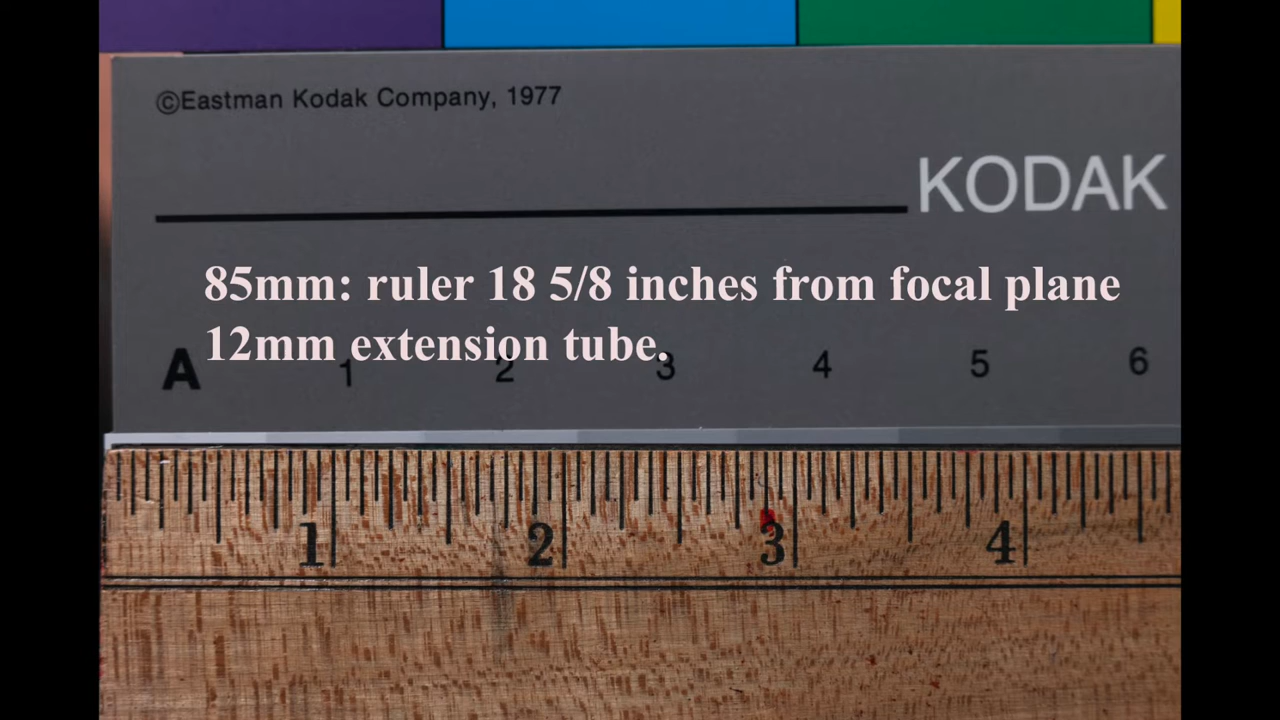 ©Eastman Kodak Company, 1977
KODAK
85mm: ruler 18 5/8 inches from focal plane
12mm extension tube.
A 1 2 3 4 5 6
1 2 3 4